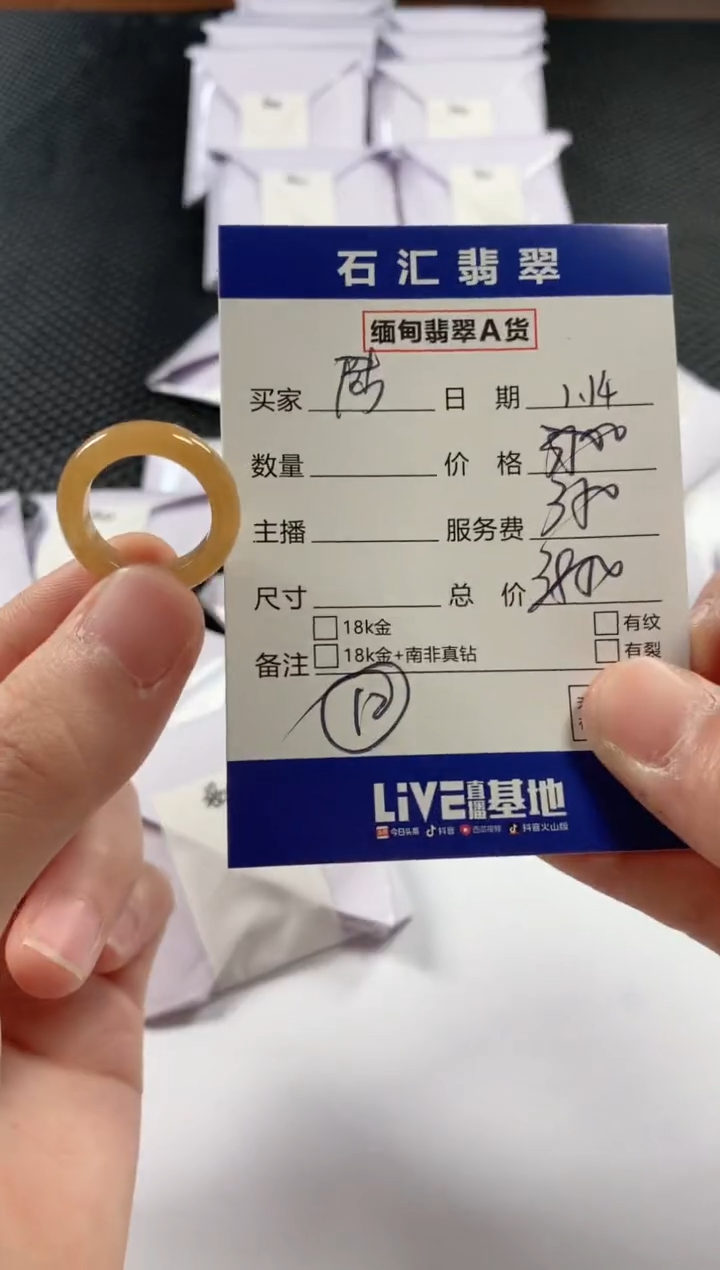 石汇翡翠
缅甸翡翠A货
买家 陆 日期 1.14
数量 价格
主播 服务费
尺寸 总价
备注 18k金 有纹
18k金+南非真钻 有裂
12
LiVE直播基地
今日头条 抖音 西瓜视频 抖音火山版